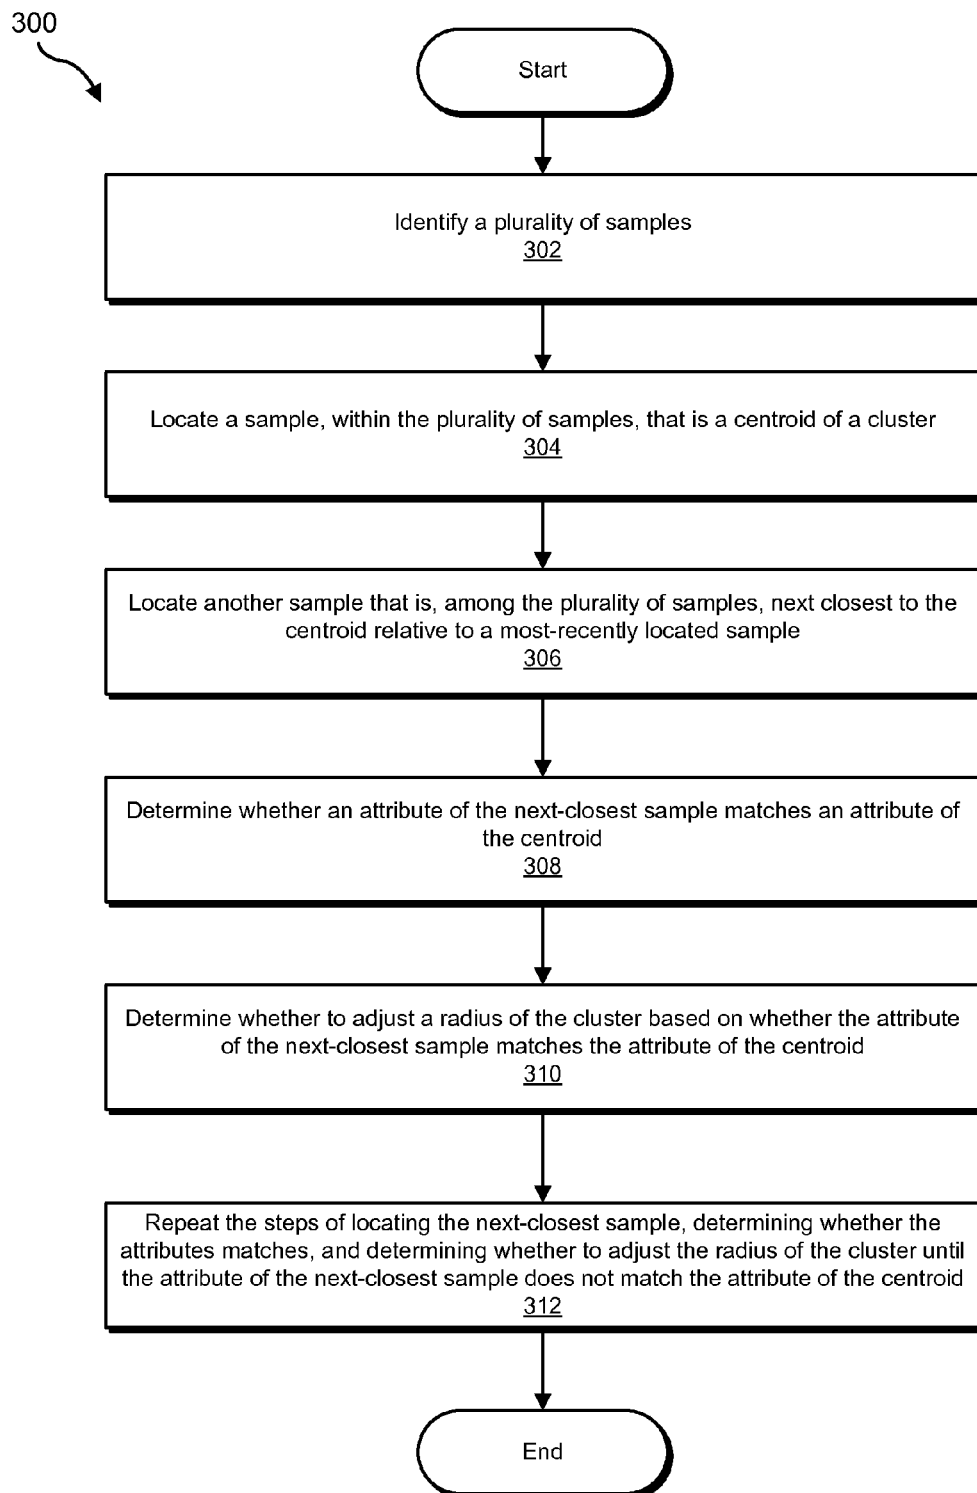 300
Start
Identify a plurality of samples
302
Locate a sample, within the plurality of samples, that is a centroid of a cluster
304
Locate another sample that is, among the plurality of samples, next closest to the
centroid relative to a most-recently located sample
306
Determine whether an attribute of the next-closest sample matches an attribute of
the centroid
308
Determine whether to adjust a radius of the cluster based on whether the attribute
of the next-closest sample matches the attribute of the centroid
310
Repeat the steps of locating the next-closest sample, determining whether the
attributes matches, and determining whether to adjust the radius of the cluster until
the attribute of the next-closest sample does not match the attribute of the centroid
312
End